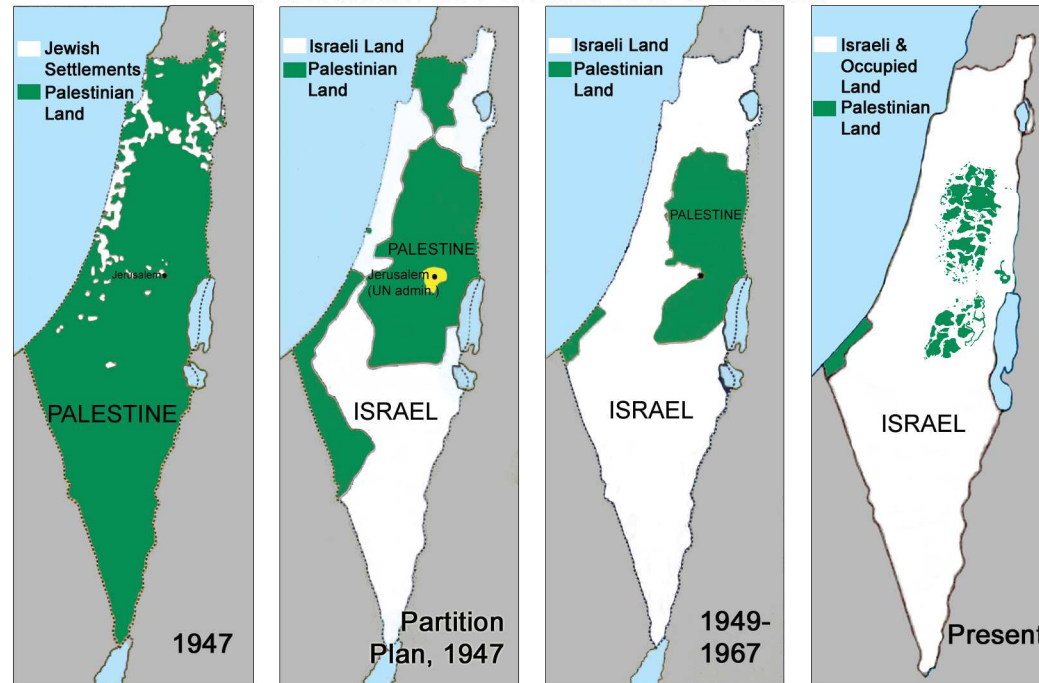 Jewish
Settlements
Palestinian
Land
Jerusalem
PALESTINE
1947
Israeli Land
Palestinian
Land
PALESTINE
Jerusalem
(UN admin.)
ISRAEL
Partition
Plan, 1947
Israeli Land
Palestinian
Land
PALESTINE
ISRAEL
1949-
1967
Israeli &
Occupied
Land
Palestinian
Land
ISRAEL
Present